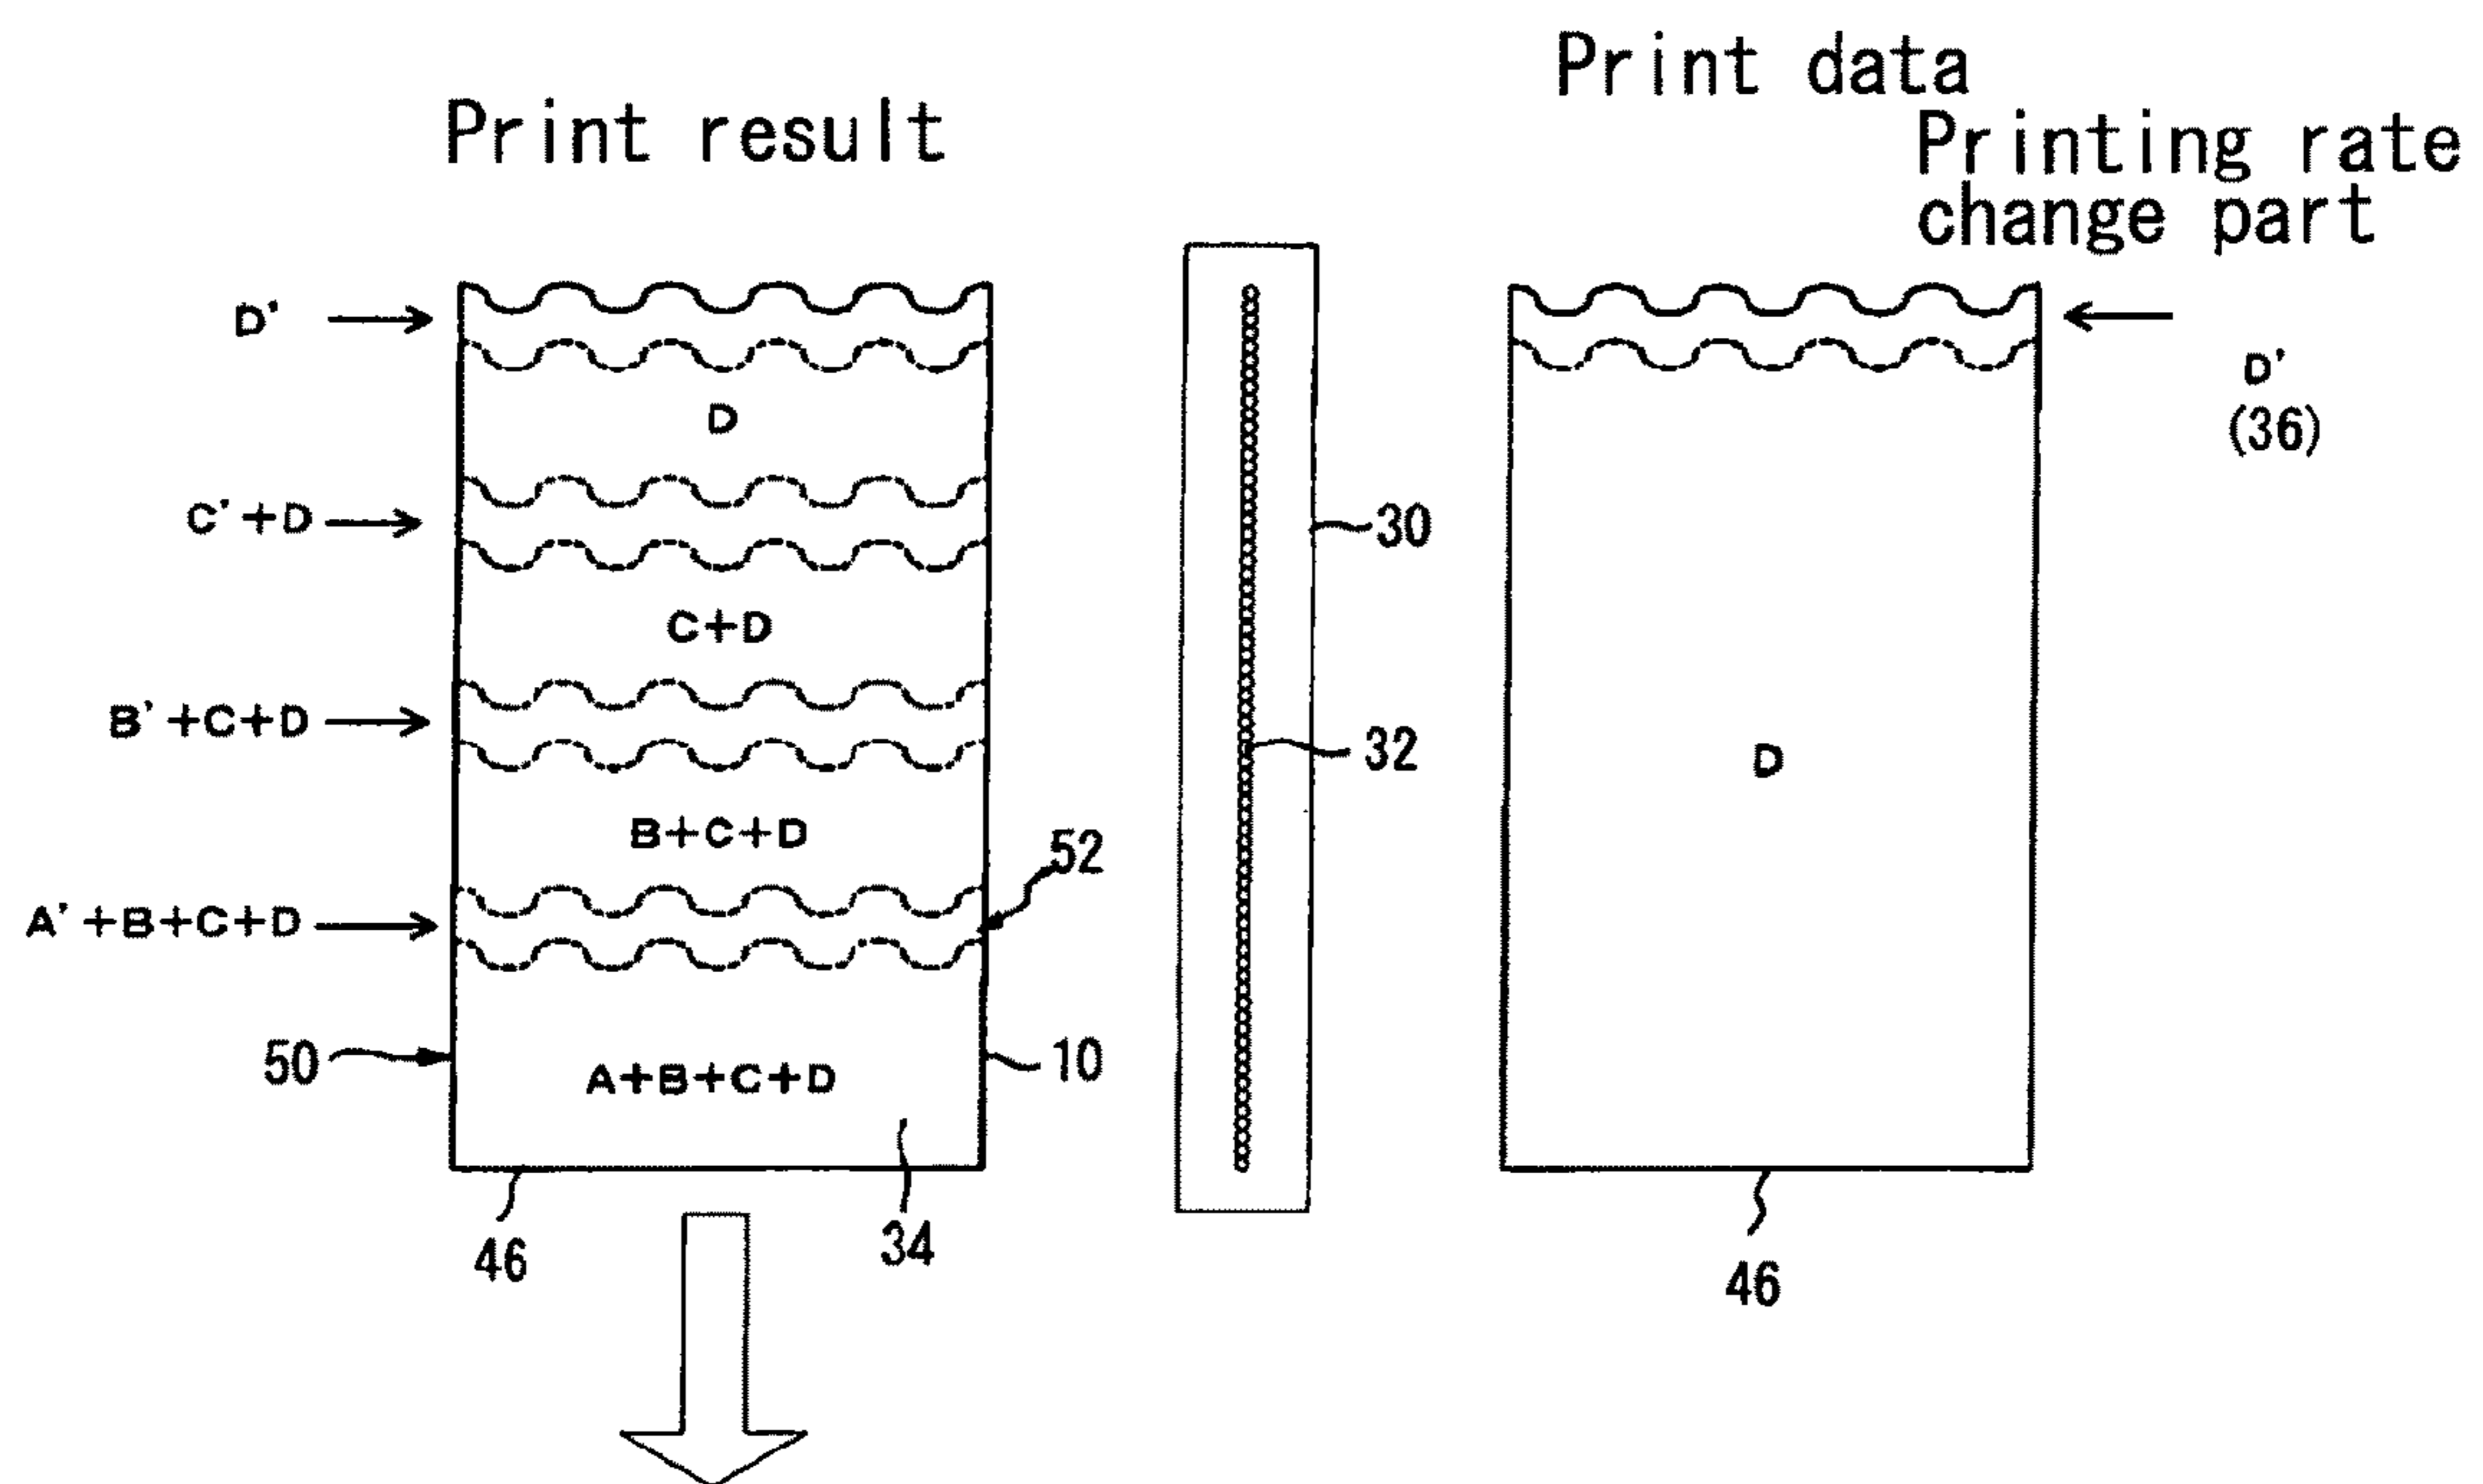 Print data
Print result
Printing rate
change part
D'
D
C'+D
C+D
B'+C+D
B+C+D
A'+B+C+D
A+B+C+D
50
52
10
46
34
30
32
D'
(36)
D
46